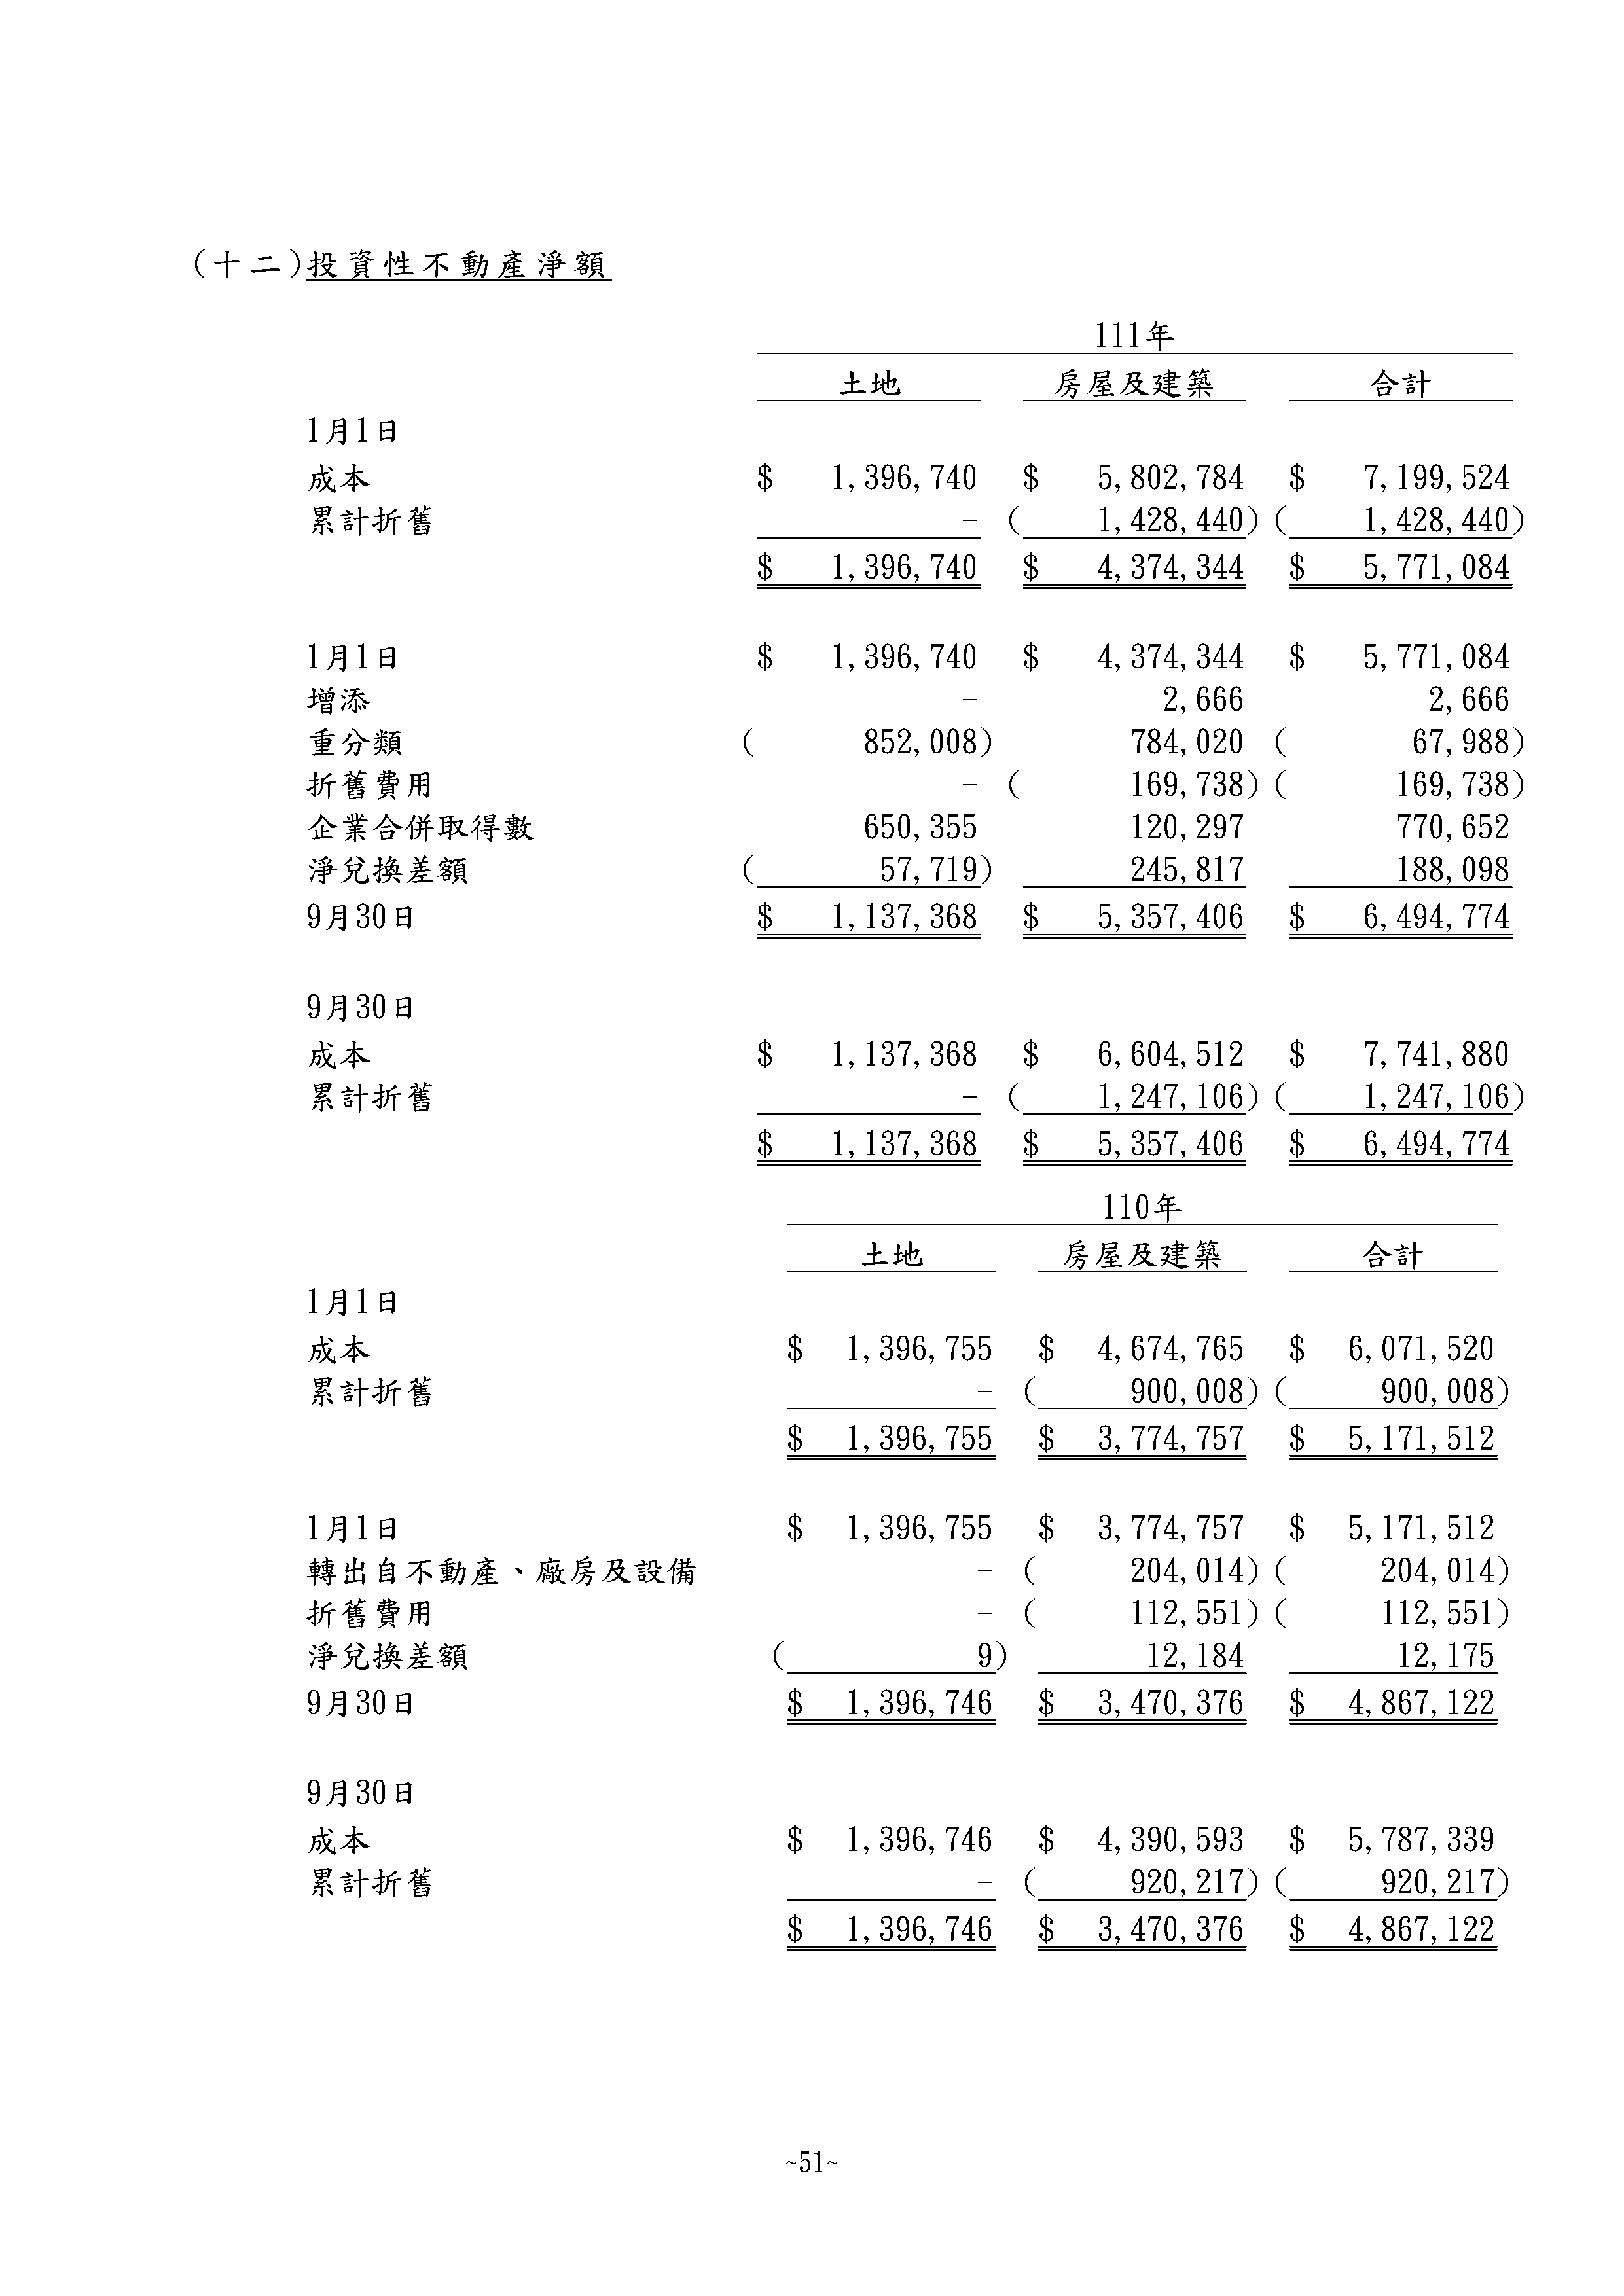 (十二)投資性不動產淨額
111年
土地 房屋及建築 合計
1月1日
成本 $ 1,396,740 $ 5,802,784 $ 7,199,524
累計折舊 - ( 1,428,440) ( 1,428,440)
$ 1,396,740 $ 4,374,344 $ 5,771,084
1月1日 $ 1,396,740 $ 4,374,344 $ 5,771,084
增添 - 2,666 2,666
重分類 ( 852,008) 784,020 ( 67,988)
折舊費用 - ( 169,738) ( 169,738)
企業合併取得數 650,355 120,297 770,652
淨兌換差額 ( 57,719) 245,817 188,098
9月30日 $ 1,137,368 $ 5,357,406 $ 6,494,774
9月30日
成本 $ 1,137,368 $ 6,604,512 $ 7,741,880
累計折舊 - ( 1,247,106) ( 1,247,106)
$ 1,137,368 $ 5,357,406 $ 6,494,774
110年
土地 房屋及建築 合計
1月1日
成本 $ 1,396,755 $ 4,674,765 $ 6,071,520
累計折舊 - ( 900,008) ( 900,008)
$ 1,396,755 $ 3,774,757 $ 5,171,512
1月1日 $ 1,396,755 $ 3,774,757 $ 5,171,512
轉出自不動產、廠房及設備 - ( 204,014) ( 204,014)
折舊費用 - ( 112,551) ( 112,551)
淨兌換差額 ( 9) 12,184 12,175
9月30日 $ 1,396,746 $ 3,470,376 $ 4,867,122
9月30日
成本 $ 1,396,746 $ 4,390,593 $ 5,787,339
累計折舊 - ( 920,217) ( 920,217)
$ 1,396,746 $ 3,470,376 $ 4,867,122
~51~